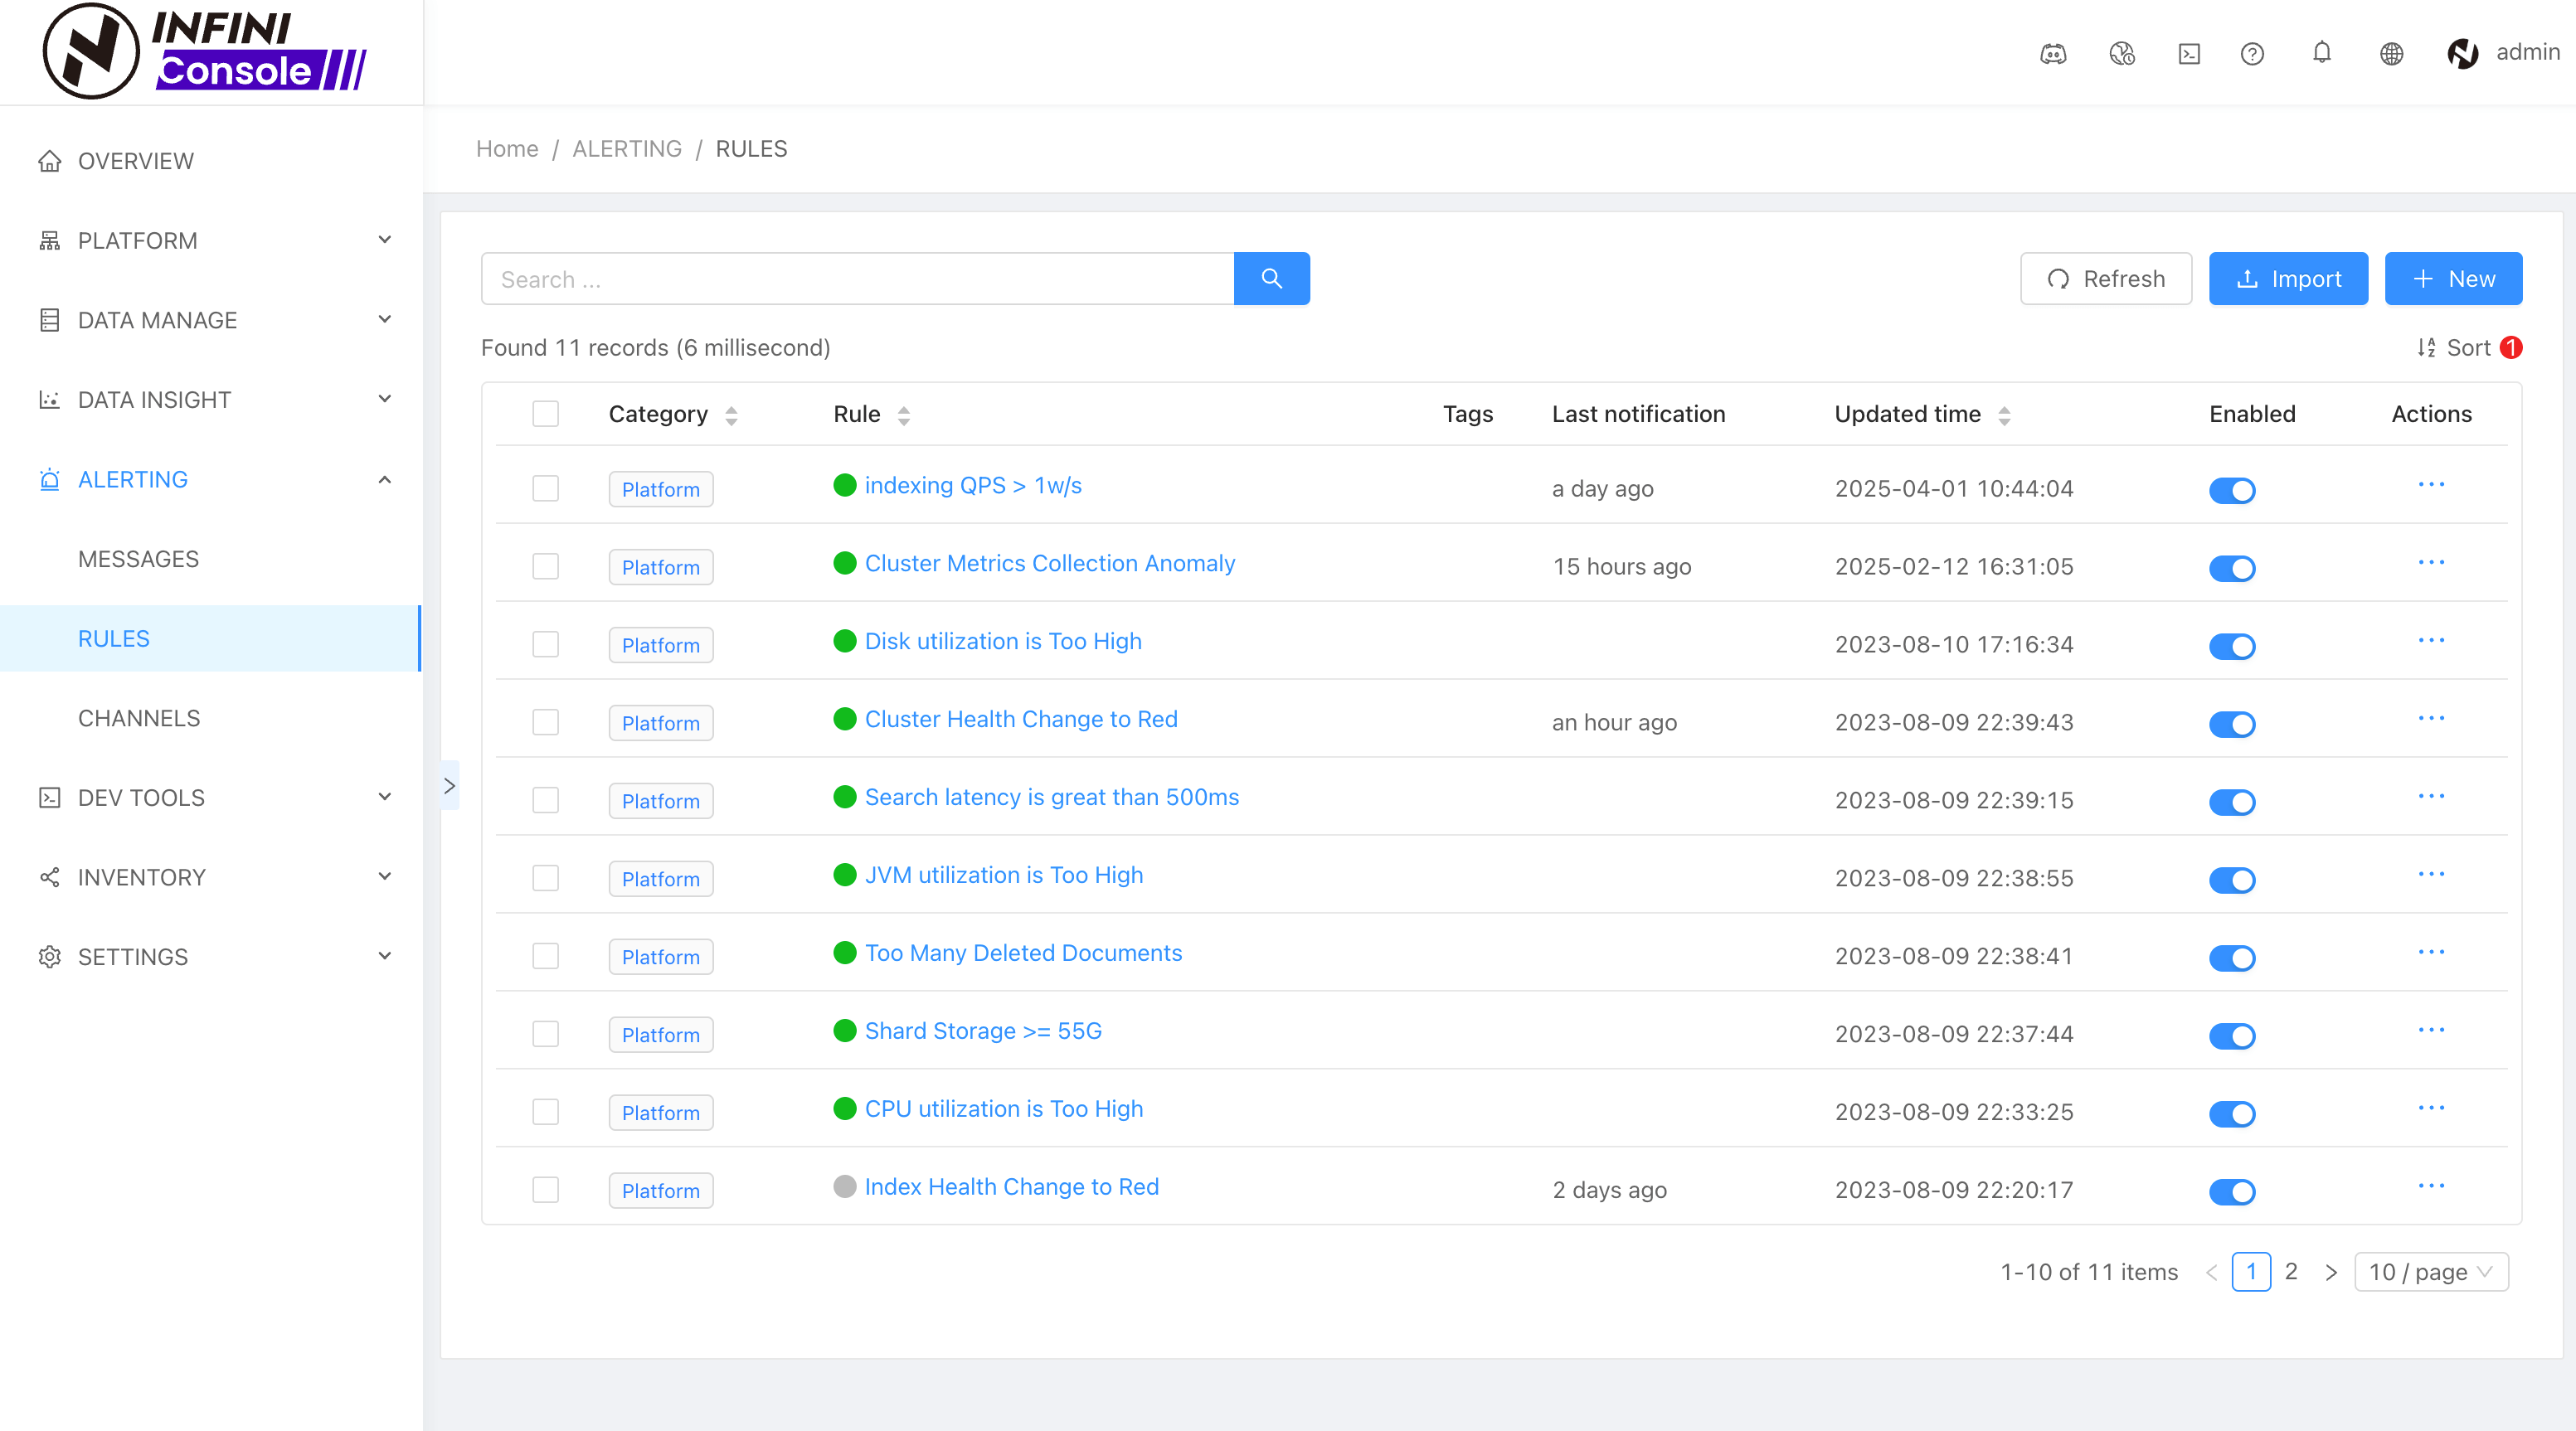 INFINI
Console
admin
OVERVIEW
PLATFORM
DATA MANAGE
DATA INSIGHT
ALERTING
MESSAGES
RULES
CHANNELS
DEV TOOLS
INVENTORY
SETTINGS
Home / ALERTING / RULES
Search ...
Refresh
Import
New
Found 11 records (6 millisecond)
Sort 1
Category Rule Tags Last notification Updated time Enabled Actions
Platform indexing QPS > 1w/s a day ago 2025-04-01 10:44:04
Platform Cluster Metrics Collection Anomaly 15 hours ago 2025-02-12 16:31:05
Platform Disk utilization is Too High 2023-08-10 17:16:34
Platform Cluster Health Change to Red an hour ago 2023-08-09 22:39:43
Platform Search latency is great than 500ms 2023-08-09 22:39:15
Platform JVM utilization is Too High 2023-08-09 22:38:55
Platform Too Many Deleted Documents 2023-08-09 22:38:41
Platform Shard Storage >= 55G 2023-08-09 22:37:44
Platform CPU utilization is Too High 2023-08-09 22:33:25
Platform Index Health Change to Red 2 days ago 2023-08-09 22:20:17
1-10 of 11 items < 1 2 > 10 / page